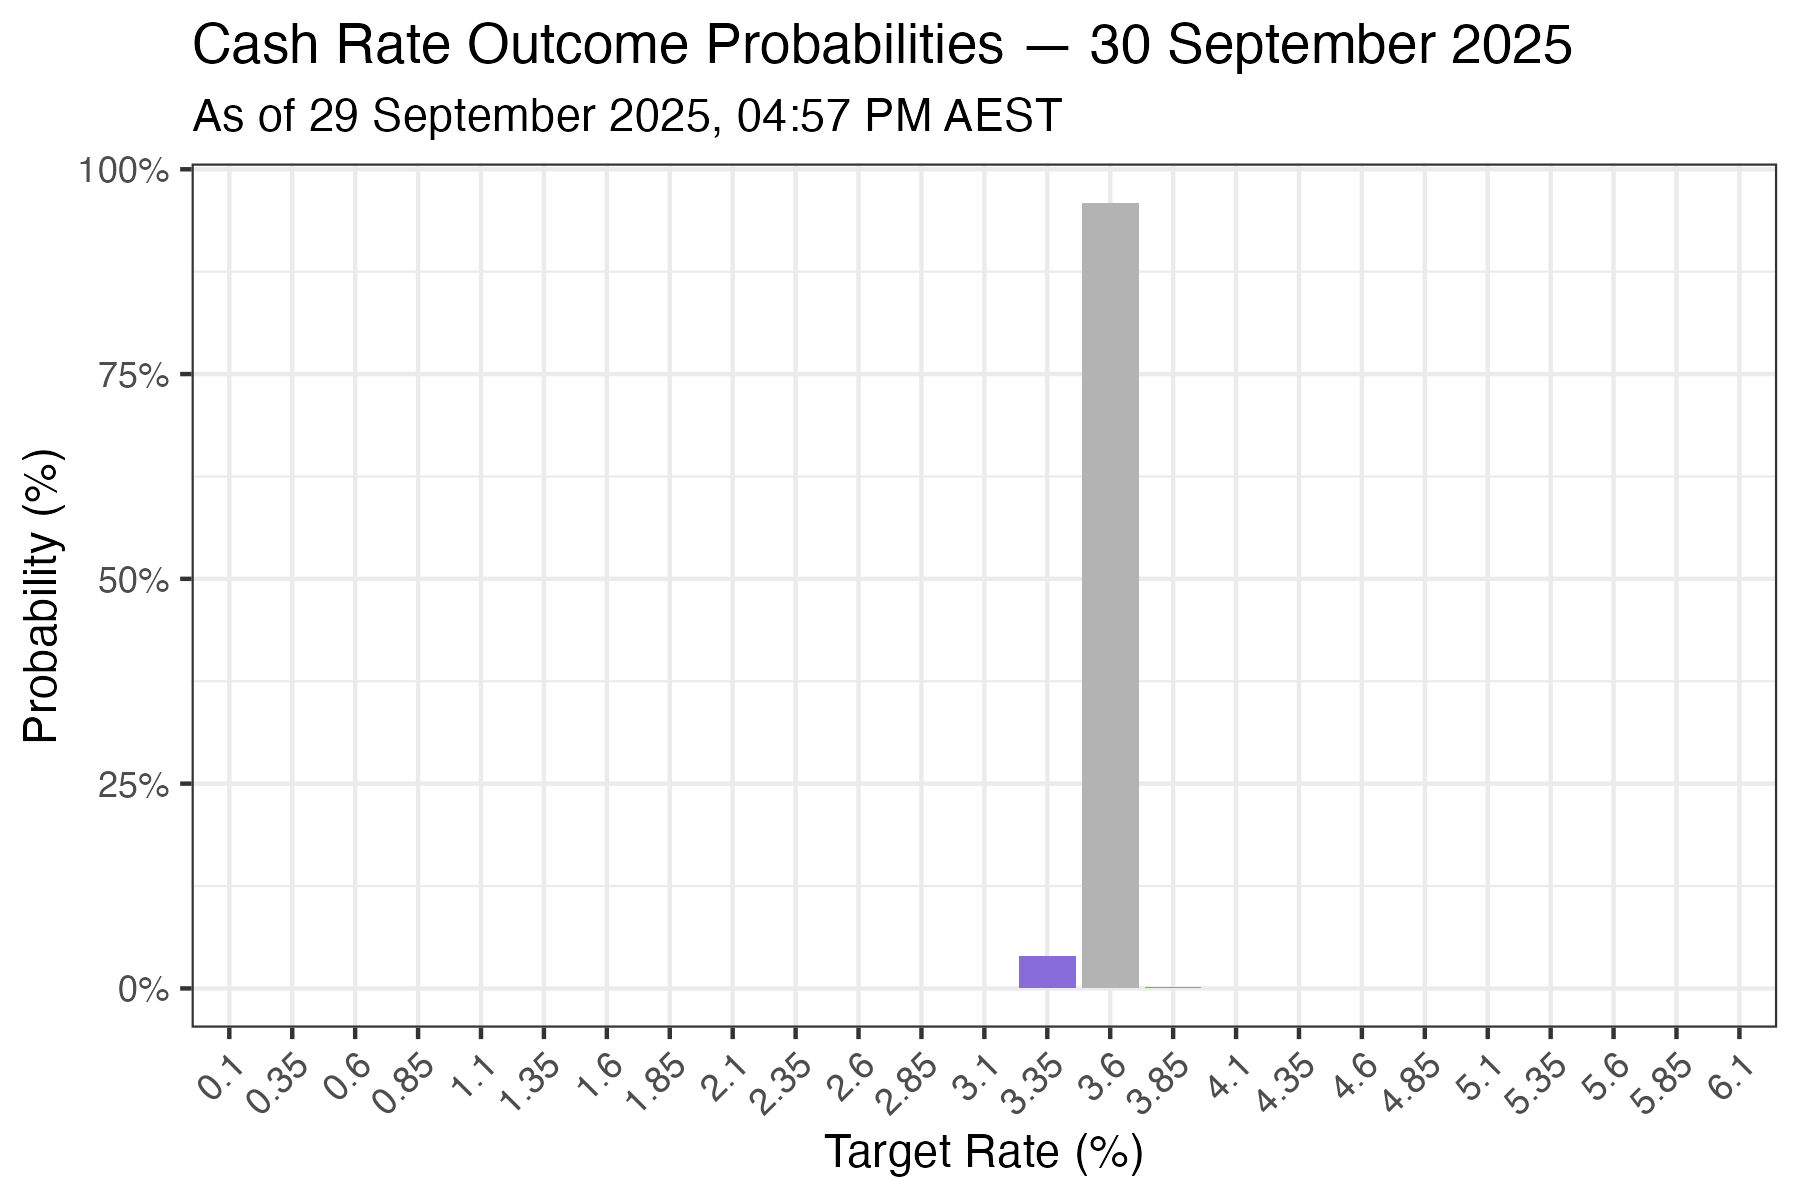 Cash Rate Outcome Probabilities — 30 September 2025
As of 29 September 2025, 04:57 PM AEST
Probability (%)
100%
75%
50%
25%
0%
0.1 0.35 0.6 0.85 1.1 1.35 1.6 1.85 2.1 2.35 2.6 2.85 3.1 3.35 3.6 3.85 4.1 4.35 4.6 4.85 5.1 5.35 5.6 5.85 6.1
Target Rate (%)